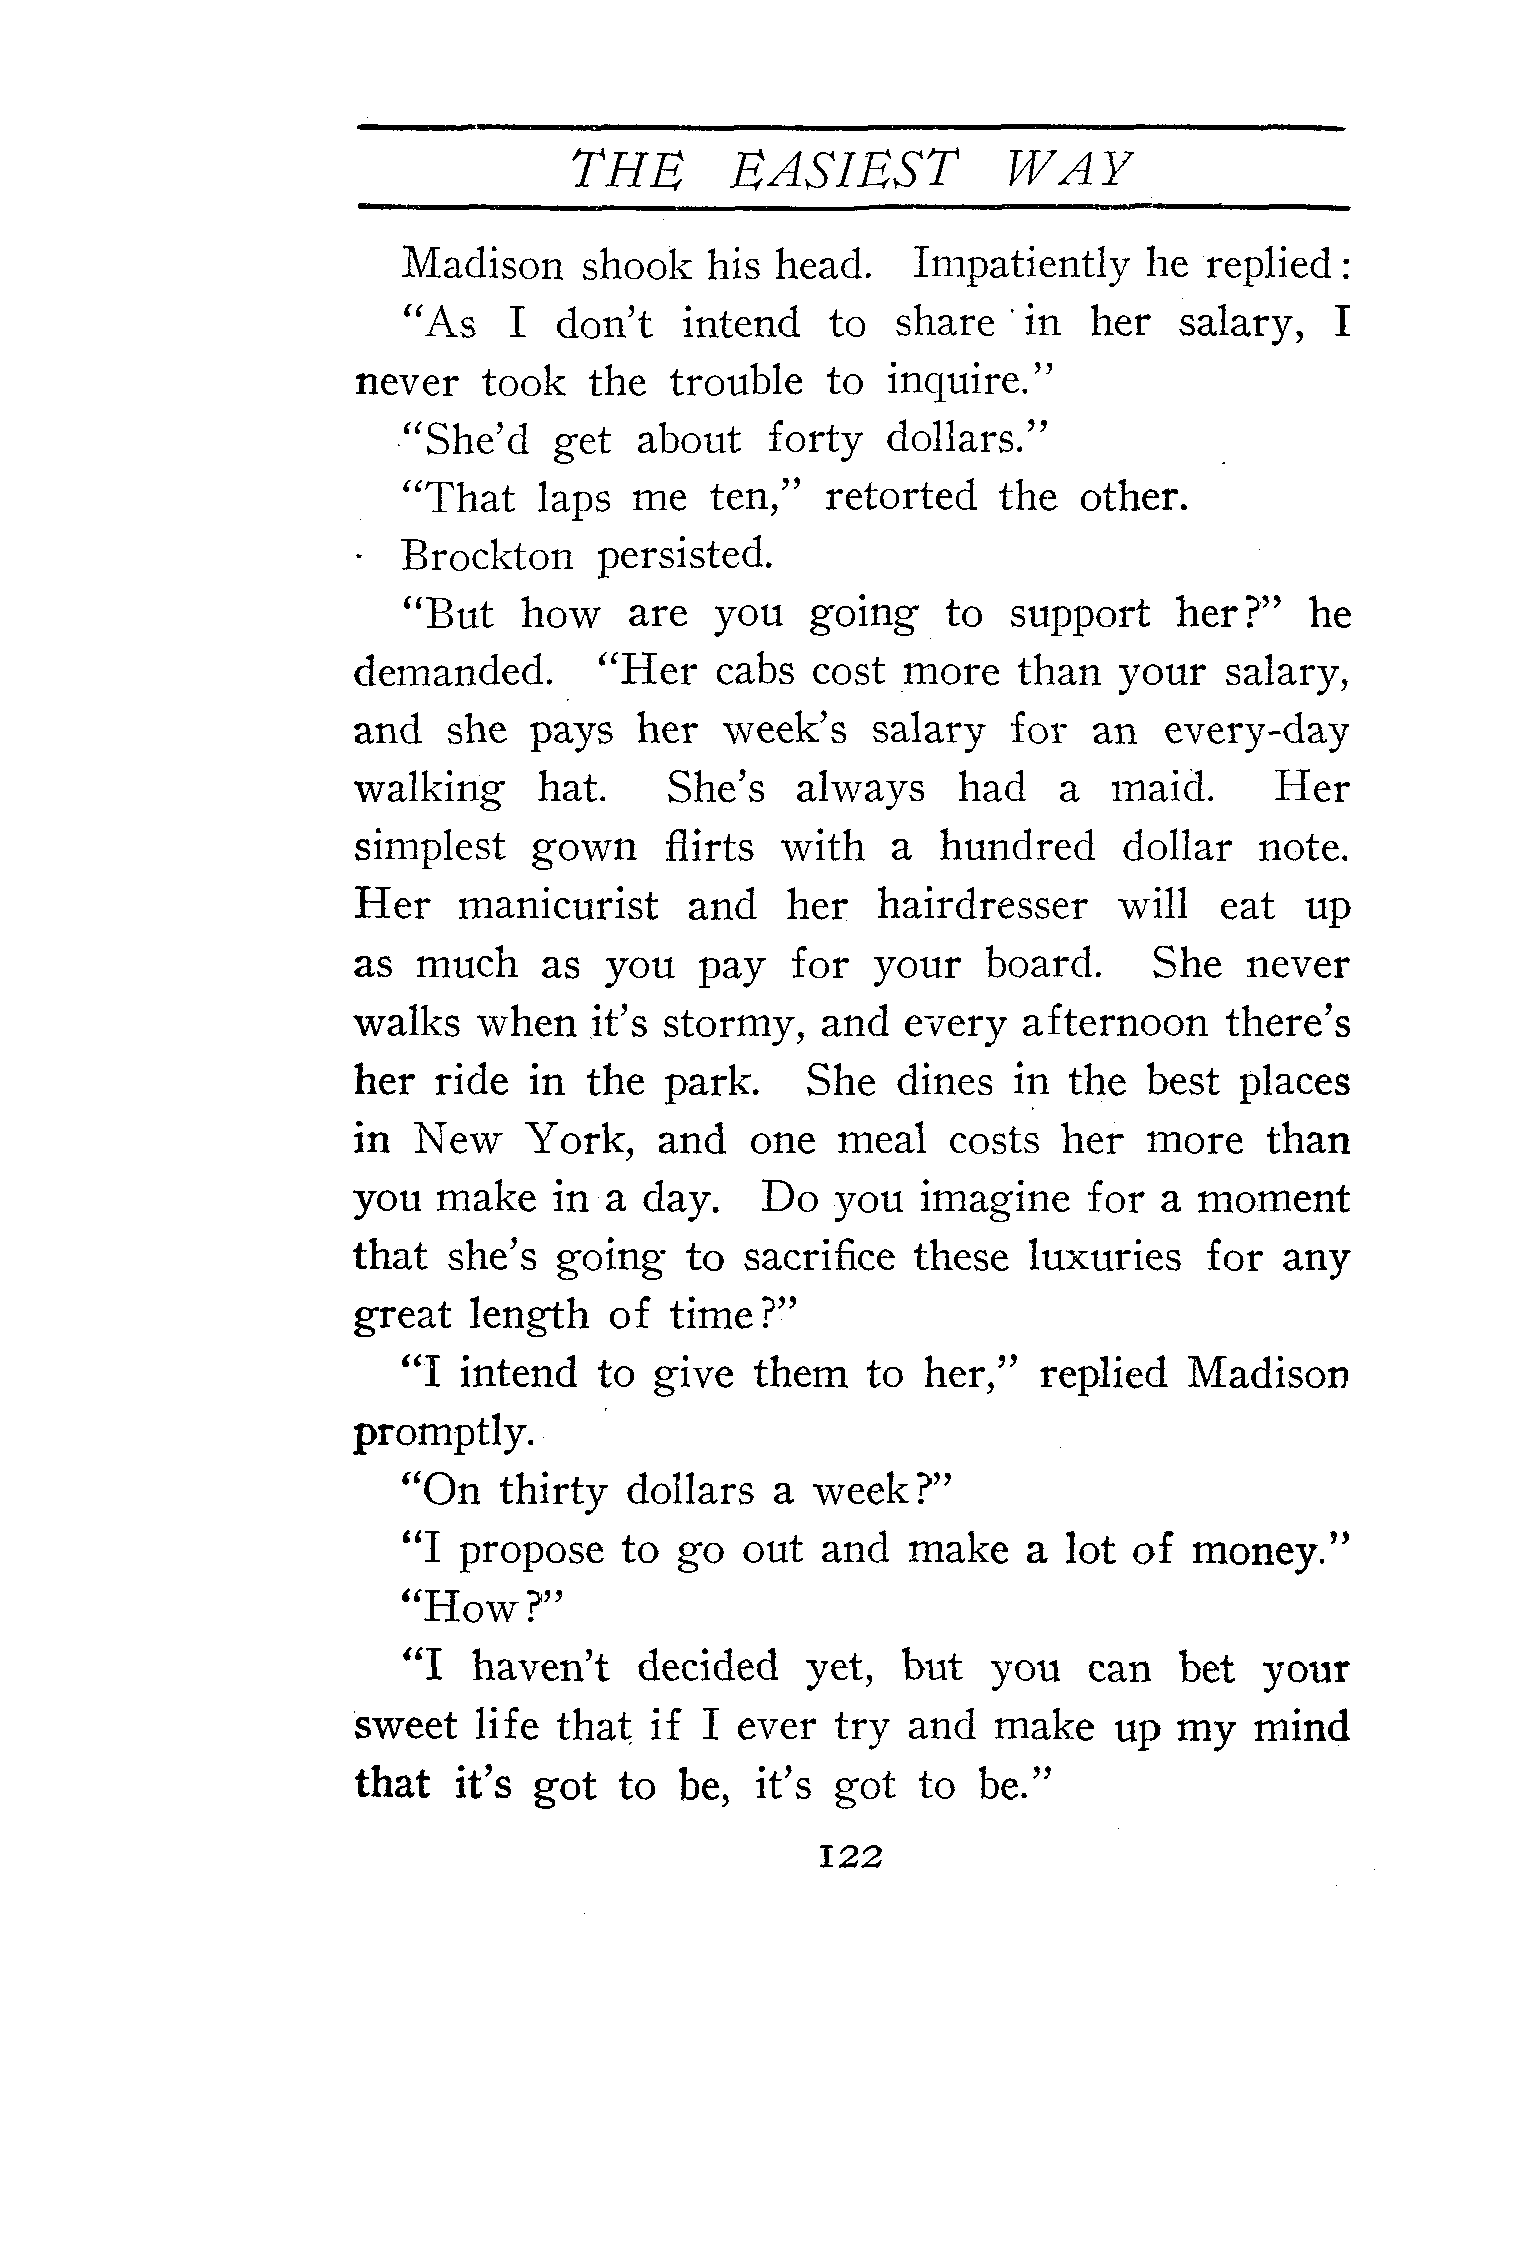 THE EASIEST WAY
Madison shook his head. Impatiently he replied:
"As I don't intend to share in her salary, I
never took the trouble to inquire."
"She'd get about forty dollars."
"That laps me ten," retorted the other.
Brockton persisted.
"But how are you going to support her?" he
demanded. "Her cabs cost more than your salary,
and she pays her week's salary for an every-day
walking hat. She's always had a maid. Her
simplest gown flirts with a hundred dollar note.
Her manicurist and her hairdresser will eat up
as much as you pay for your board. She never
walks when it's stormy, and every afternoon there's
her ride in the park. She dines in the best places
in New York, and one meal costs her more than
you make in a day. Do you imagine for a moment
that she's going to sacrifice these luxuries for any
great length of time?"
"I intend to give them to her," replied Madison
promptly.
"On thirty dollars a week?"
"I propose to go out and make a lot of money."
"How?"
"I haven't decided yet, but you can bet your
sweet life that if I ever try and make up my mind
that it's got to be, it's got to be."
122